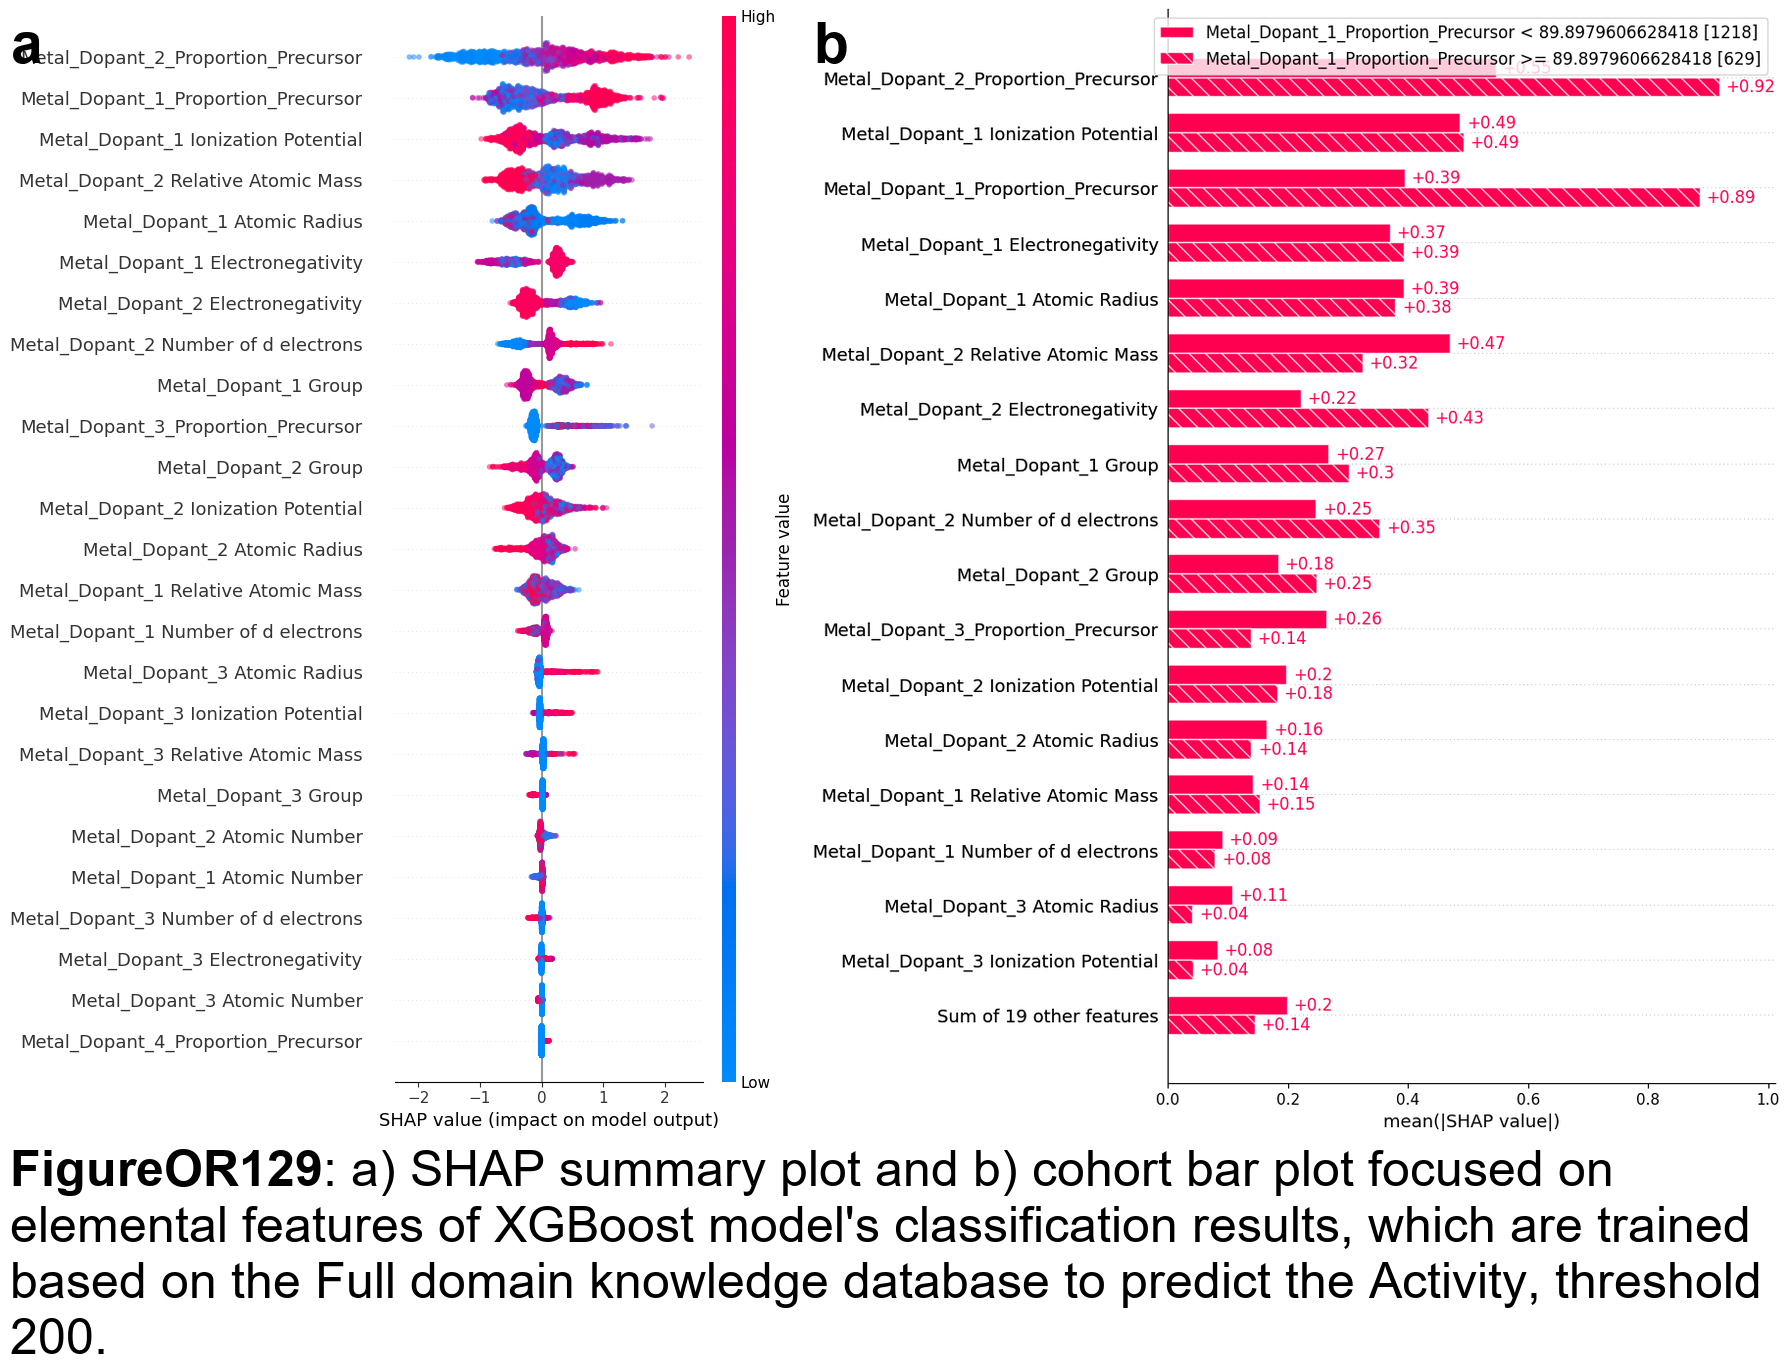 a
Metal_Dopant_2_Proportion_Precursor
Metal_Dopant_1_Proportion_Precursor
Metal_Dopant_1 Ionization Potential
Metal_Dopant_2 Relative Atomic Mass
Metal_Dopant_1 Atomic Radius
Metal_Dopant_1 Electronegativity
Metal_Dopant_2 Electronegativity
Metal_Dopant_2 Number of d electrons
Metal_Dopant_1 Group
Metal_Dopant_3_Proportion_Precursor
Metal_Dopant_2 Group
Metal_Dopant_2 Ionization Potential
Metal_Dopant_2 Atomic Radius
Metal_Dopant_1 Relative Atomic Mass
Metal_Dopant_1 Number of d electrons
Metal_Dopant_3 Atomic Radius
Metal_Dopant_3 Ionization Potential
Metal_Dopant_3 Relative Atomic Mass
Metal_Dopant_3 Group
Metal_Dopant_2 Atomic Number
Metal_Dopant_1 Atomic Number
Metal_Dopant_3 Number of d electrons
Metal_Dopant_3 Electronegativity
Metal_Dopant_3 Atomic Number
Metal_Dopant_4_Proportion_Precursor
−2 −1 0 1 2
SHAP value (impact on model output)
High
Feature value
Low
b
Metal_Dopant_1_Proportion_Precursor < 89.8979606628418 [1218]
Metal_Dopant_1_Proportion_Precursor >= 89.8979606628418 [629]
+0.55
Metal_Dopant_2_Proportion_Precursor
+0.92
Metal_Dopant_1 Ionization Potential
+0.49
+0.49
Metal_Dopant_1_Proportion_Precursor
+0.39
+0.89
Metal_Dopant_1 Electronegativity
+0.37
+0.39
Metal_Dopant_1 Atomic Radius
+0.39
+0.38
Metal_Dopant_2 Relative Atomic Mass
+0.47
+0.32
Metal_Dopant_2 Electronegativity
+0.22
+0.43
Metal_Dopant_1 Group
+0.27
+0.3
Metal_Dopant_2 Number of d electrons
+0.25
+0.35
Metal_Dopant_2 Group
+0.18
+0.25
Metal_Dopant_3_Proportion_Precursor
+0.26
+0.14
Metal_Dopant_2 Ionization Potential
+0.2
+0.18
Metal_Dopant_2 Atomic Radius
+0.16
+0.14
Metal_Dopant_1 Relative Atomic Mass
+0.14
+0.15
Metal_Dopant_1 Number of d electrons
+0.09
+0.08
Metal_Dopant_3 Atomic Radius
+0.11
+0.04
Metal_Dopant_3 Ionization Potential
+0.08
+0.04
Sum of 19 other features
+0.2
+0.14
0.0 0.2 0.4 0.6 0.8 1.0
mean(|SHAP value|)
FigureOR129: a) SHAP summary plot and b) cohort bar plot focused on
elemental features of XGBoost model's classification results, which are trained
based on the Full domain knowledge database to predict the Activity, threshold
200.